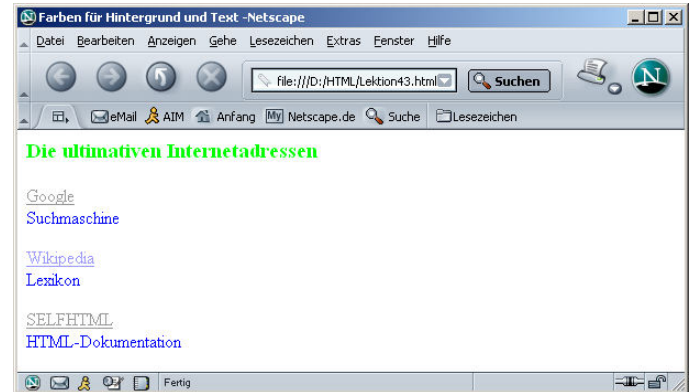 Farben für Hintergrund und Text -Netscape
Datei Bearbeiten Anzeigen Gehe Lesezeichen Extras Fenster Hilfe
file:///D:/HTML/Lektion43.html Suchen N
eMail AIM Anfang My Netscape.de Suche Lesezeichen
Die ultimativen Internetadressen
Google
Suchmaschine
Wikipedia
Lexikon
SELFHTML
HTML-Dokumentation
Fertig